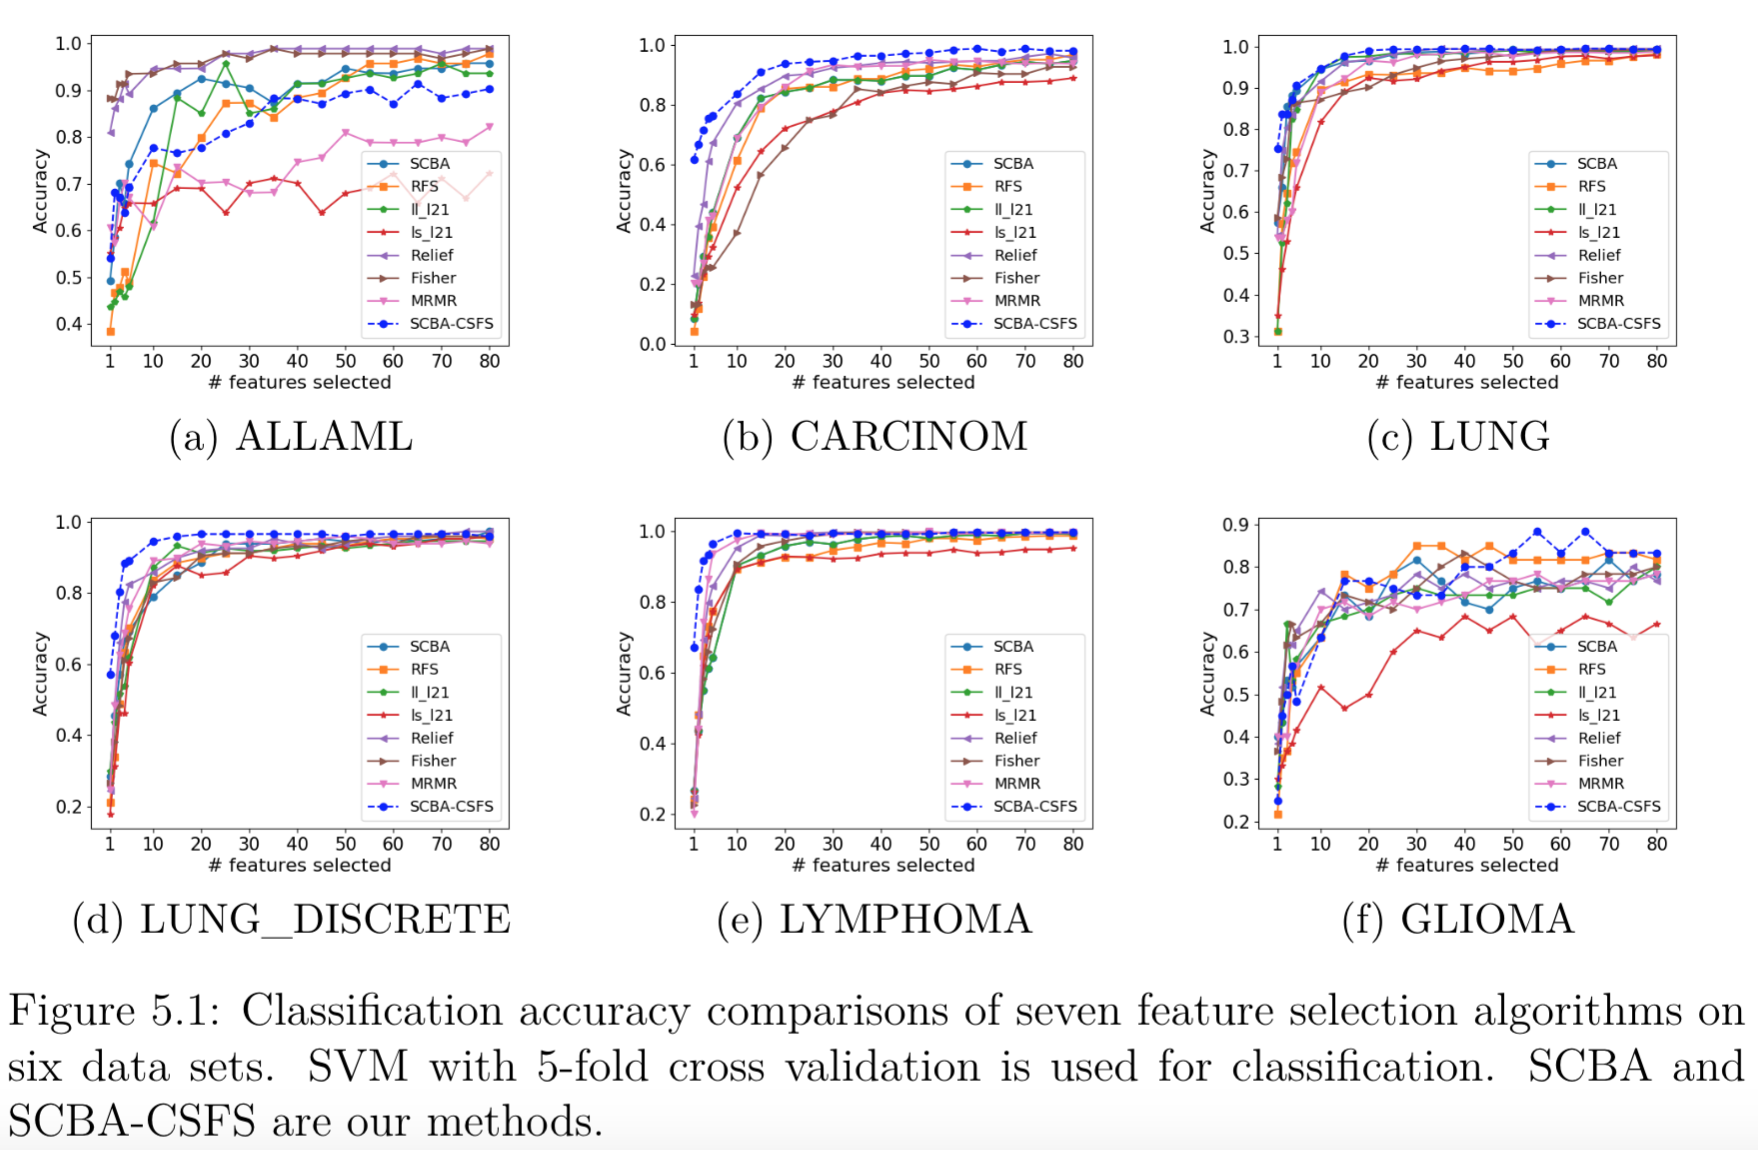 1.0
0.9
0.8
0.7
0.6
0.5
0.4
Accuracy
SCBA
RFS
ll_l21
ls_l21
Relief
Fisher
MRMR
SCBA-CSFS
1 10 20 30 40 50 60 70 80
# features selected
(a) ALLAML
1.0
0.8
0.6
0.4
0.2
0.0
Accuracy
SCBA
RFS
ll_l21
ls_l21
Relief
Fisher
MRMR
SCBA-CSFS
1 10 20 30 40 50 60 70 80
# features selected
(b) CARCINOM
1.0
0.9
0.8
0.7
0.6
0.5
0.4
0.3
Accuracy
SCBA
RFS
ll_l21
ls_l21
Relief
Fisher
MRMR
SCBA-CSFS
1 10 20 30 40 50 60 70 80
# features selected
(c) LUNG
1.0
0.8
0.6
0.4
0.2
Accuracy
SCBA
RFS
ll_l21
ls_l21
Relief
Fisher
MRMR
SCBA-CSFS
1 10 20 30 40 50 60 70 80
# features selected
(d) LUNG_DISCRETE
1.0
0.8
0.6
0.4
0.2
Accuracy
SCBA
RFS
ll_l21
ls_l21
Relief
Fisher
MRMR
SCBA-CSFS
1 10 20 30 40 50 60 70 80
# features selected
(e) LYMPHOMA
0.9
0.8
0.7
0.6
0.5
0.4
0.3
0.2
Accuracy
SCBA
RFS
ll_l21
ls_l21
Relief
Fisher
MRMR
SCBA-CSFS
1 10 20 30 40 50 60 70 80
# features selected
(f) GLIOMA
Figure 5.1: Classification accuracy comparisons of seven feature selection algorithms on
six data sets. SVM with 5-fold cross validation is used for classification. SCBA and
SCBA-CSFS are our methods.